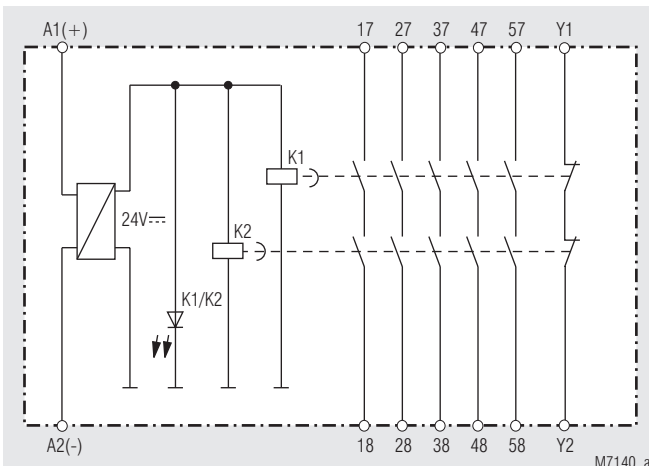 A1(+) 17 27 37 47 57 Y1
K1
24V
K2
K1/K2
A2(-) 18 28 38 48 58 Y2
M7140_a